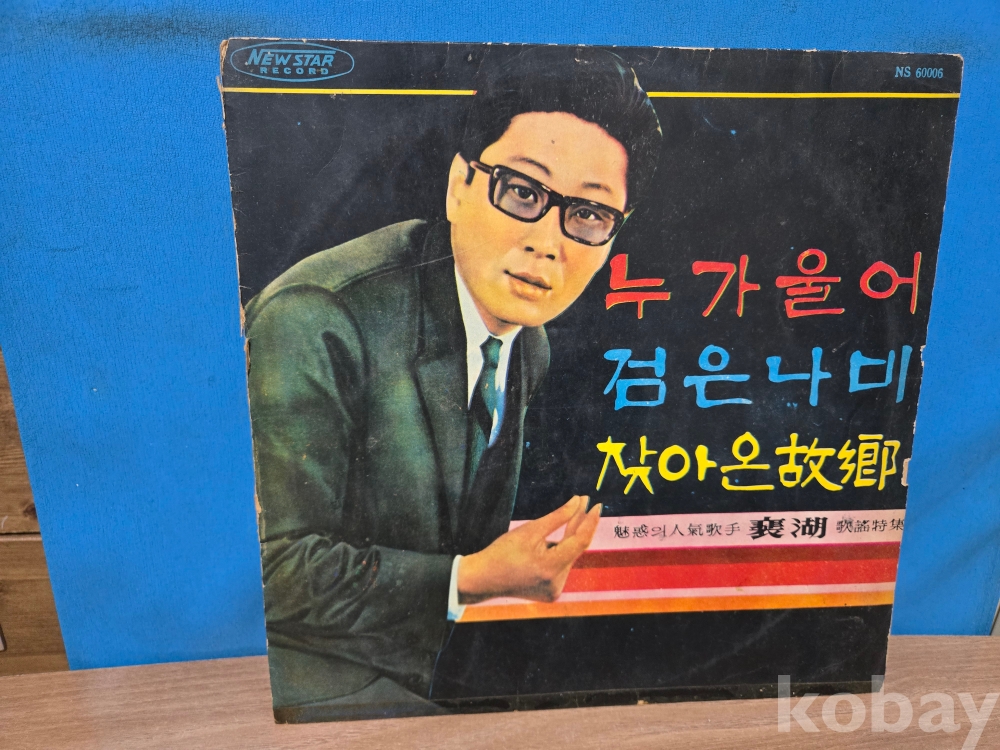 NEW STAR
RECORD
NS 60006
누가울어
검은나비
찾아온故鄕
魅惑의人氣歌手 裵湖 歌謠特集
kobay